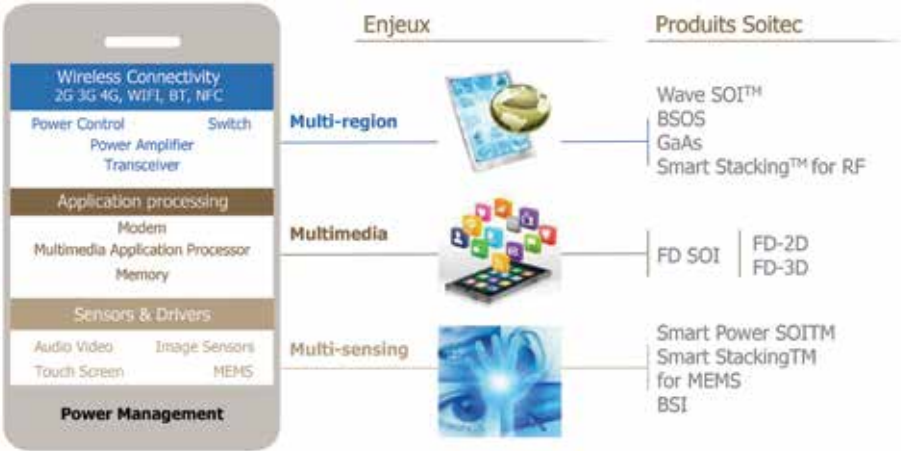 Enjeux
Produits Soitec
Wireless Connectivity
2G 3G 4G, WIFI, BT, NFC
Power Control Switch
Power Amplifier
Transceiver
Multi-region
Wave SOI™
BSOS
GaAs
Smart Stacking™ for RF
Application processing
Modem
Multimedia Application Processor
Memory
Multimedia
FD SOI
FD-2D
FD-3D
Sensors & Drivers
Audio Video Image Sensors
Touch Screen MEMS
Multi-sensing
Smart Power SOITM
Smart StackingTM
for MEMS
BSI
Power Management